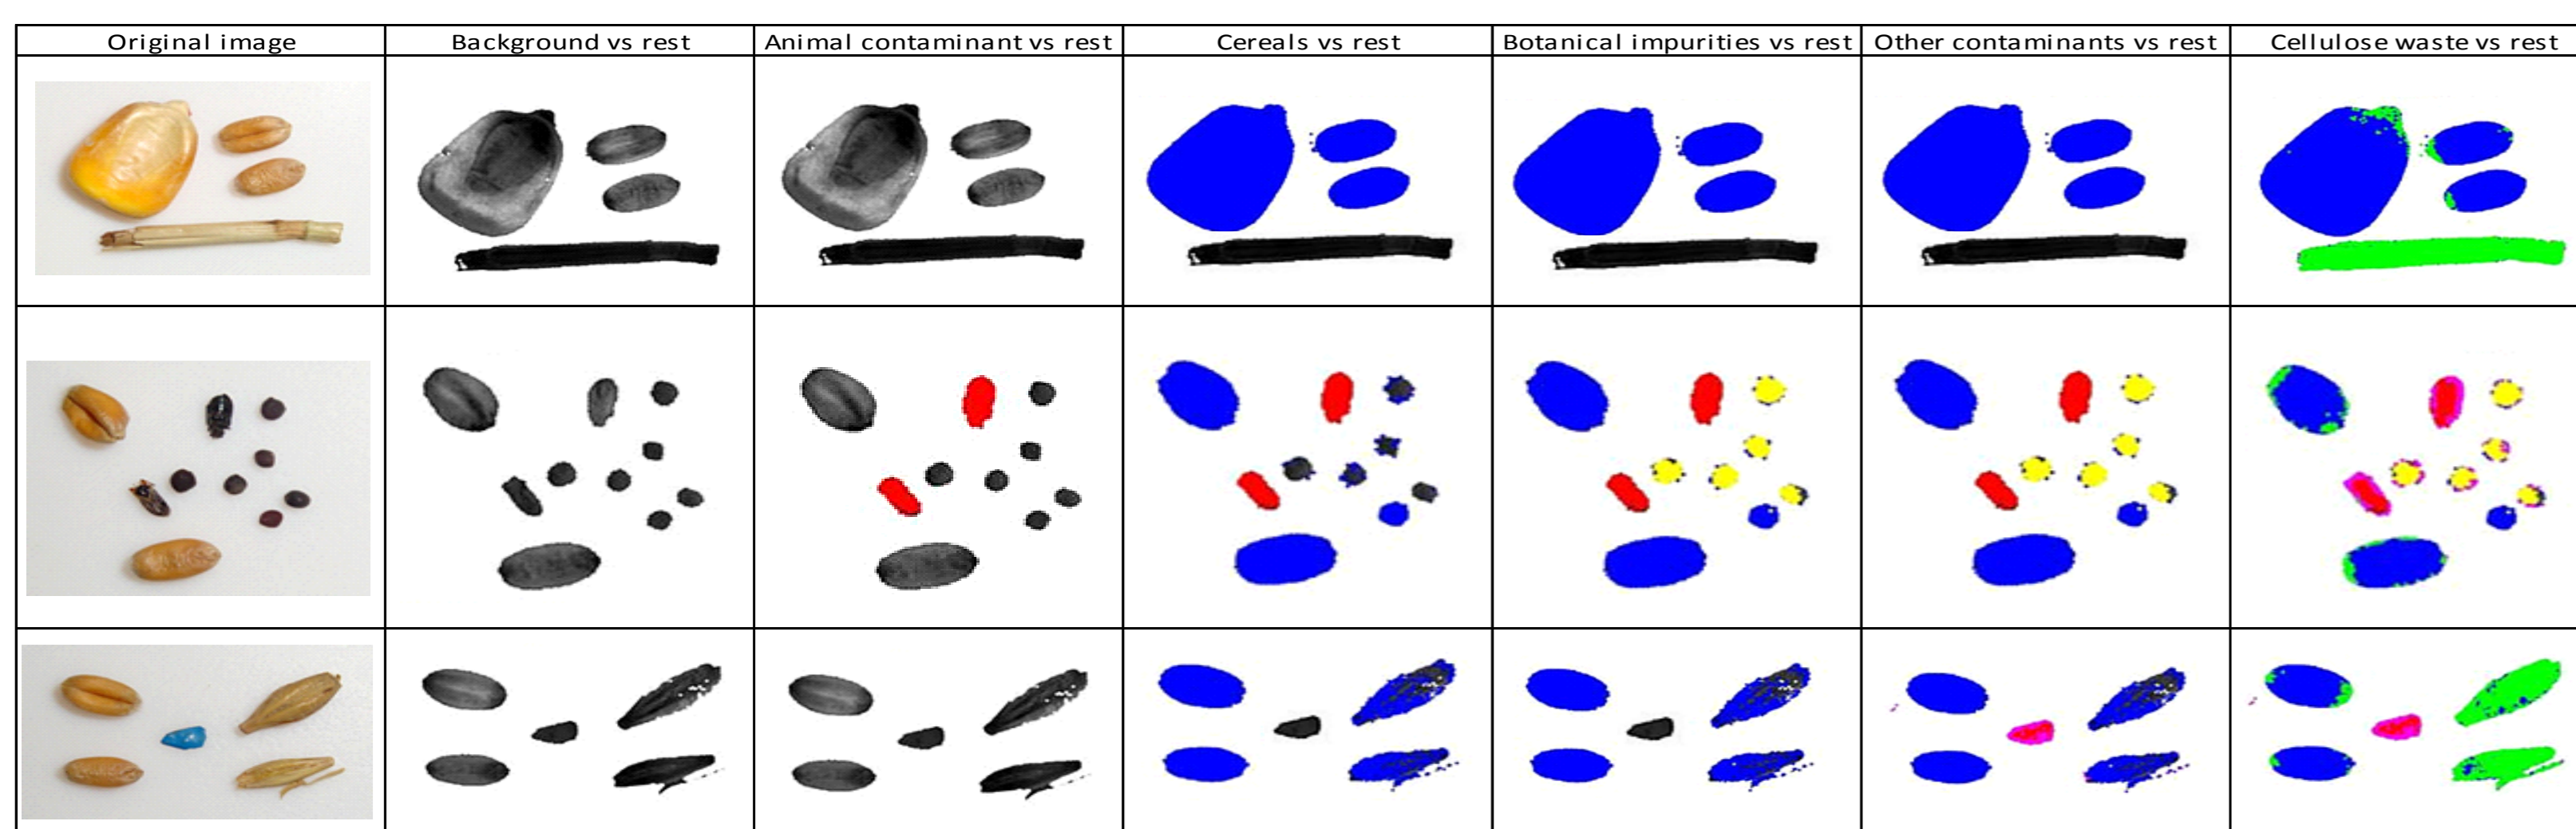 Original image
Background vs rest
Animal contaminant vs rest
Cereals vs rest
Botanical impurities vs rest
Other contaminants vs rest
Cellulose waste vs rest